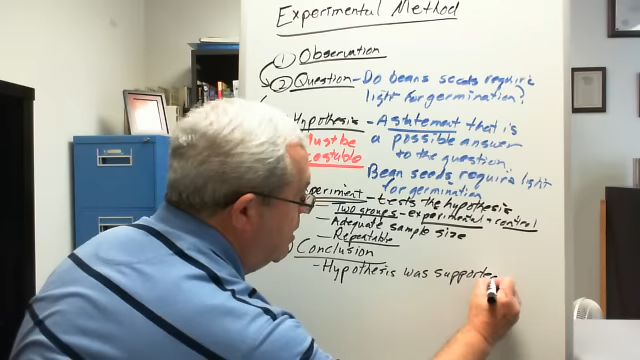 Experimental Method
① Observation
② Question - Do beans seeds require
light for germination?
Hypothesis - A statement that is
a possible answer
to the question.
Must be
testable
Bean seeds require light
for germination
Experiment - tests the hypothesis
- Two groups - experimental + control
- Adequate sample size
- Repeatable
Conclusion
- Hypothesis was supporte